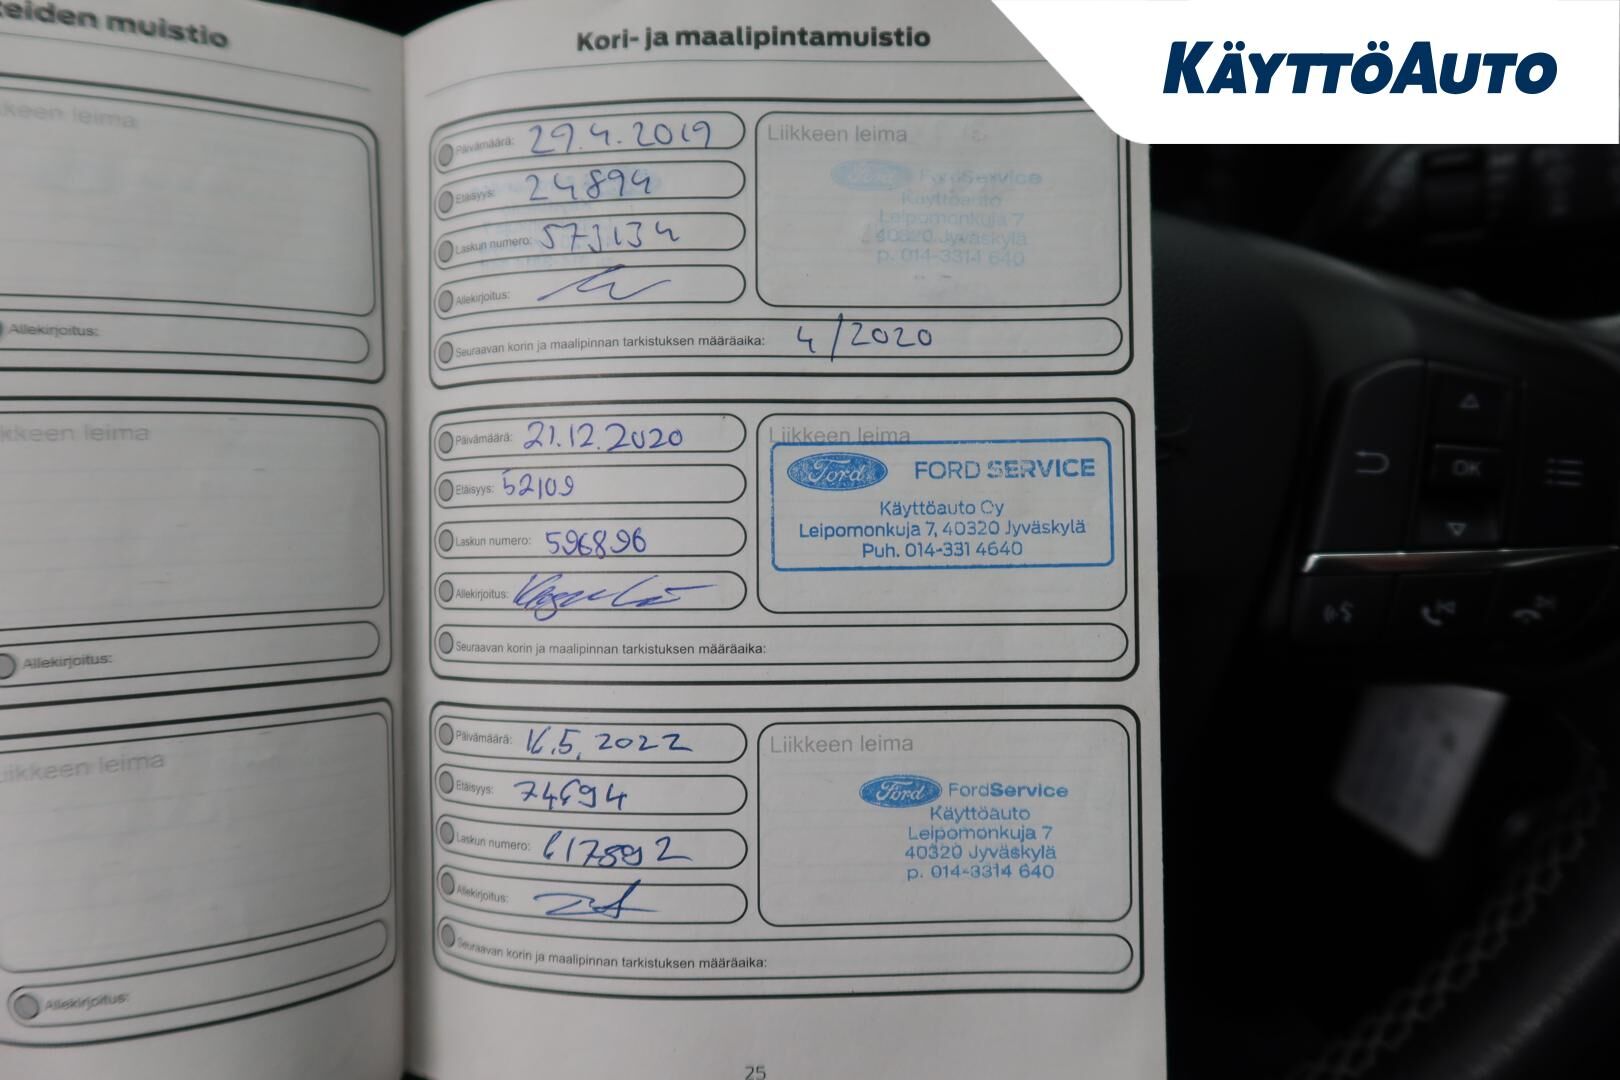 KÄYTTÖAUTO
eiden muistio
keen leima
Allekirjoitus:
kkeen leima
Allekirjoitus:
iikkeen leima
Allekirjoitus:
Kori- ja maalipintamuistio
Päivämäärä: 29.4.2019
Etäisyys: 24894
Laskun numero: 573134
Allekirjoitus:
Liikkeen leima
Ford FordService
Käyttöauto
Leipomonkuja 7
40320 Jyväskylä
p. 014-3314 640
Seuraavan korin ja maalipinnan tarkistuksen määräaika: 4/2020
Päivämäärä: 21.12.2020
Etäisyys: 52109
Laskun numero: 596896
Allekirjoitus:
Liikkeen leima
Ford FORD SERVICE
Käyttöauto Oy
Leipomonkuja 7, 40320 Jyväskylä
Puh. 014-331 4640
Seuraavan korin ja maalipinnan tarkistuksen määräaika:
Päivämäärä: 16.5.2022
Etäisyys: 74694
Laskun numero: 617892
Allekirjoitus:
Liikkeen leima
Ford FordService
Käyttöauto
Leipomonkuja 7
40320 Jyväskylä
p. 014-3314 640
Seuraavan korin ja maalipinnan tarkistuksen määräaika:
25
OK